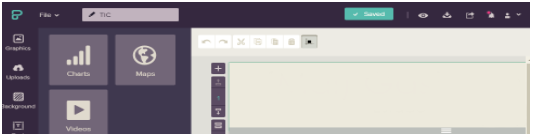 File
TIC
Saved
Graphics
Uploads
Background
Charts
Maps
Videos